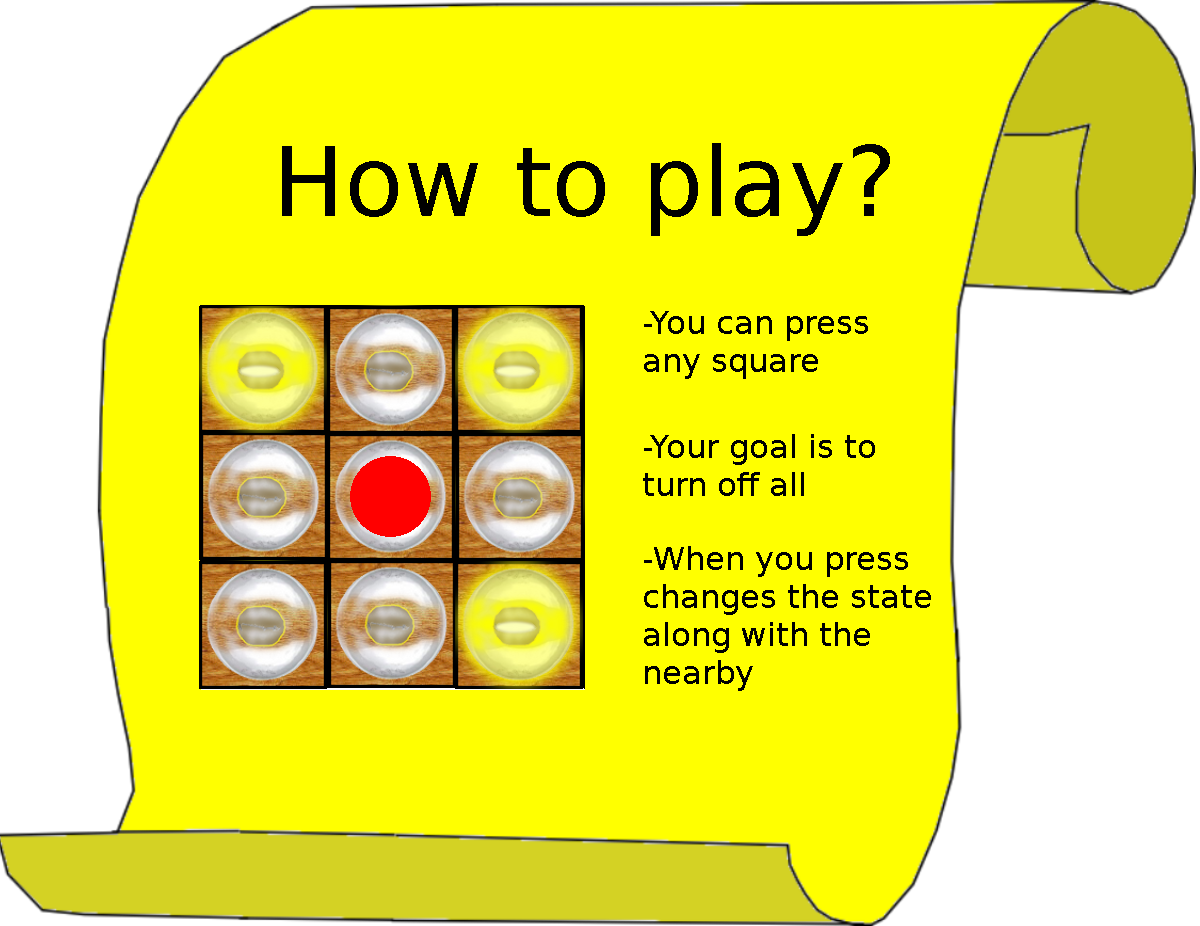 How to play?
-You can press
any square
-Your goal is to
turn off all
-When you press
changes the state
along with the
nearby